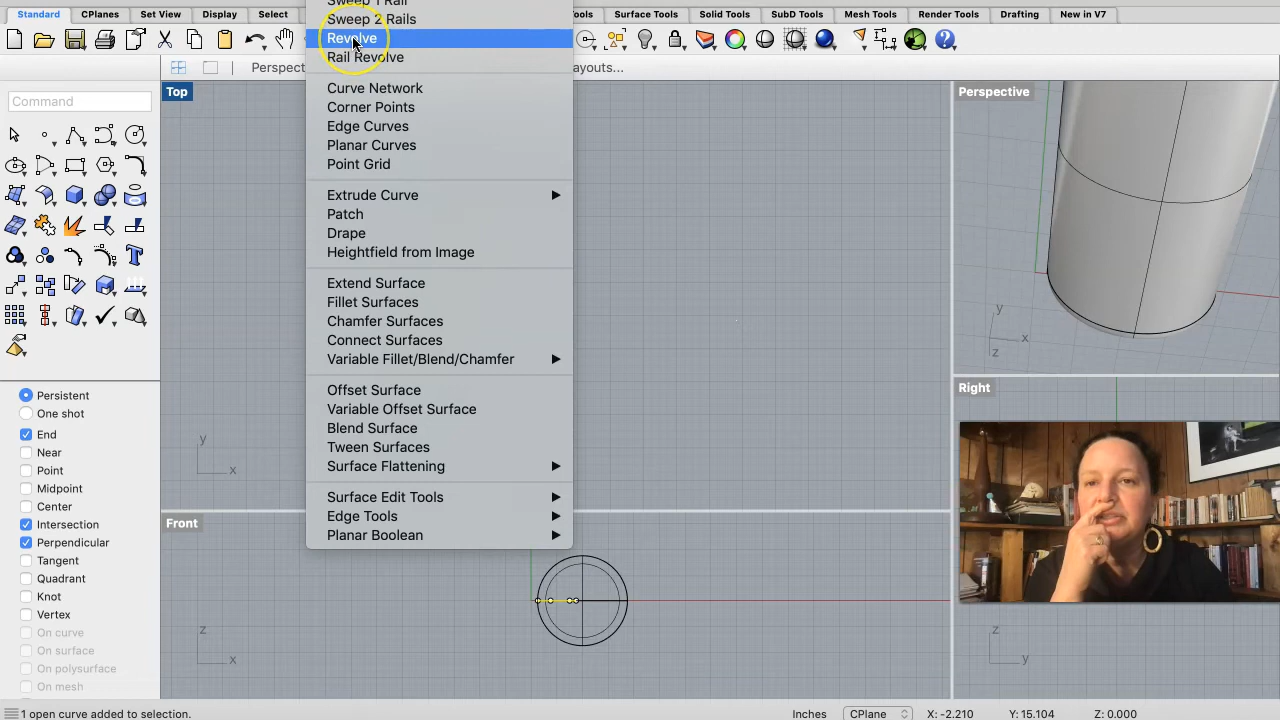 Sweep 1 Rail
Standard
CPlanes
Set View
Display
Select
Surface Tools
Solid Tools
SubD Tools
Mesh Tools
Render Tools
Drafting
New in V7
Sweep 2 Rails
Revolve
Rail Revolve
Curve Network
Corner Points
Edge Curves
Planar Curves
Point Grid
Extrude Curve
Patch
Drape
Heightfield from Image
Extend Surface
Fillet Surfaces
Chamfer Surfaces
Connect Surfaces
Variable Fillet/Blend/Chamfer
Offset Surface
Variable Offset Surface
Blend Surface
Tween Surfaces
Surface Flattening
Surface Edit Tools
Edge Tools
Planar Boolean
Command
Top
y
x
Perspective
y
x
z
Right
z
y
Front
z
x
Persistent
One shot
End
Near
Point
Midpoint
Center
Intersection
Perpendicular
Tangent
Quadrant
Knot
Vertex
On curve
On surface
On polysurface
On mesh
1 open curve added to selection.
Inches
CPlane
X: -2.210
Y: 15.104
Z: 0.000